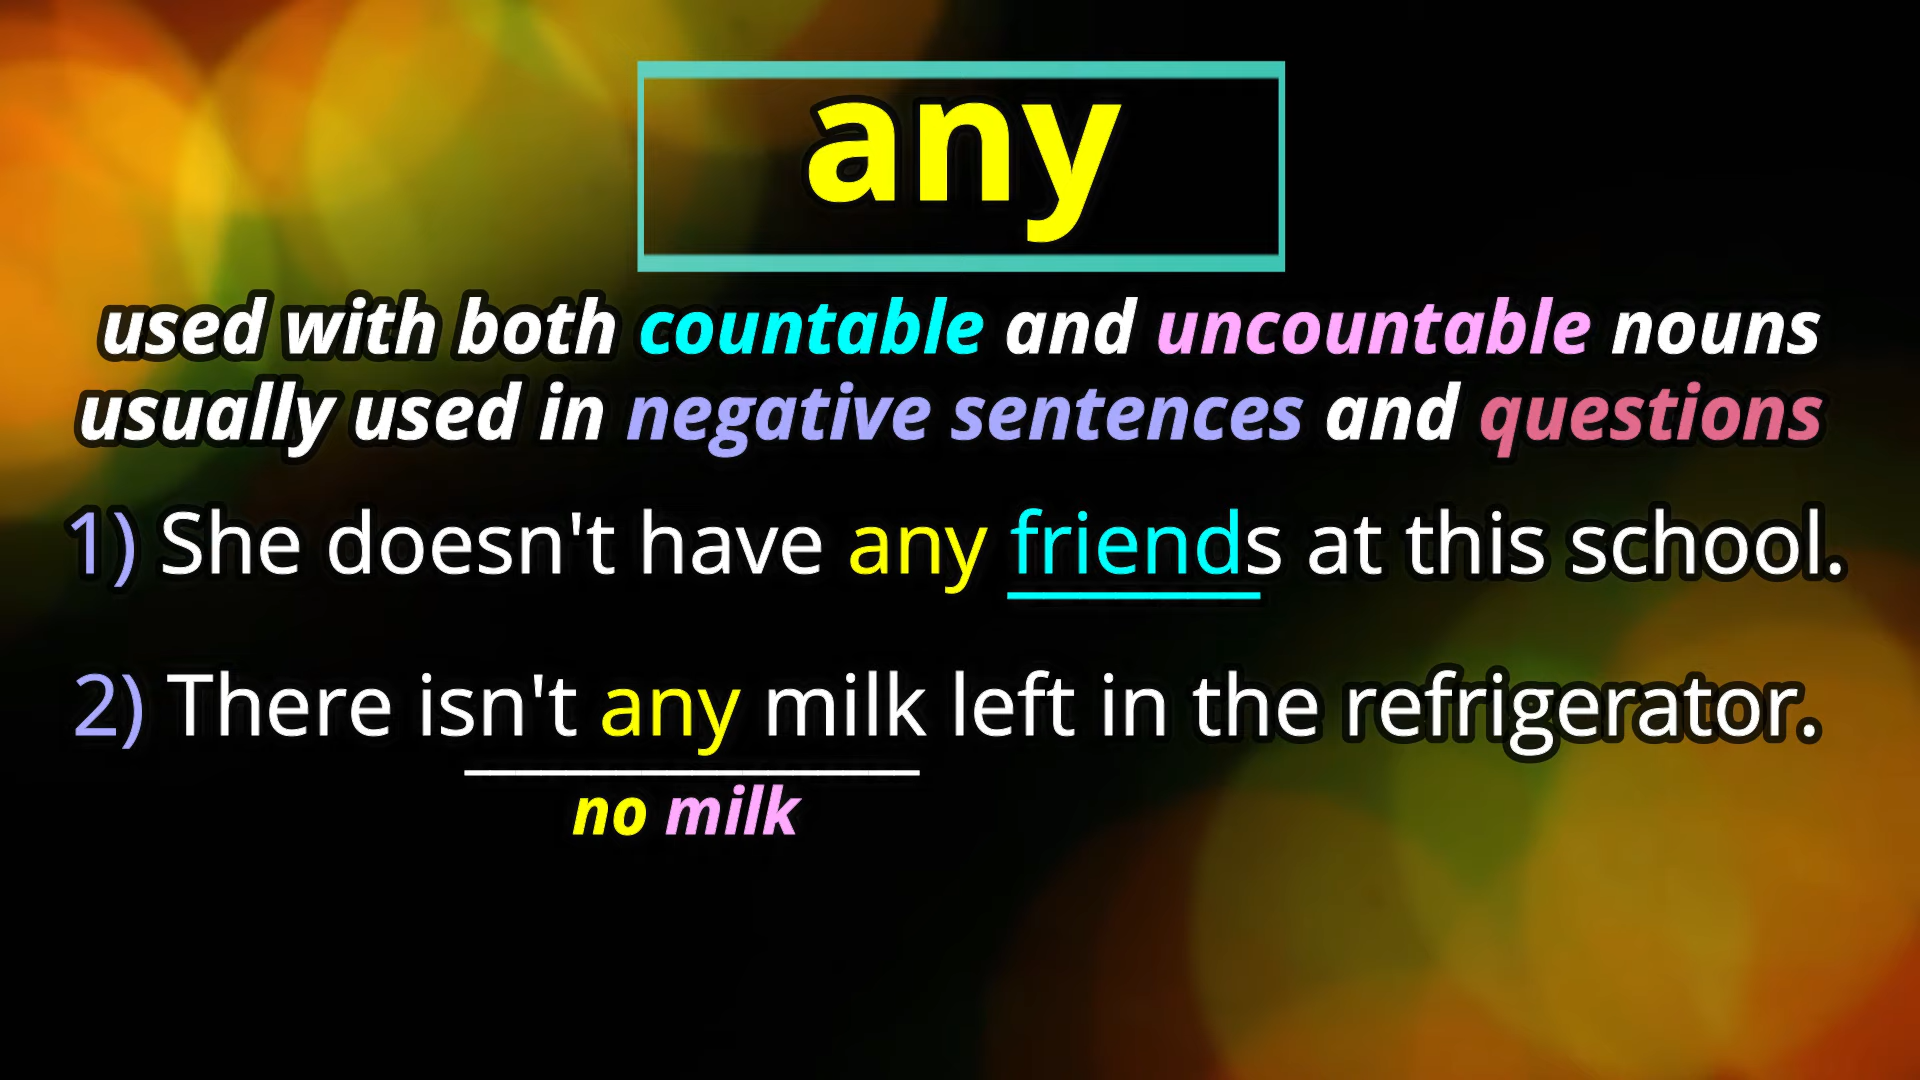 any
used with both countable and uncountable nouns
usually used in negative sentences and questions
1) She doesn't have any friends at this school.
2) There isn't any milk left in the refrigerator.
no milk